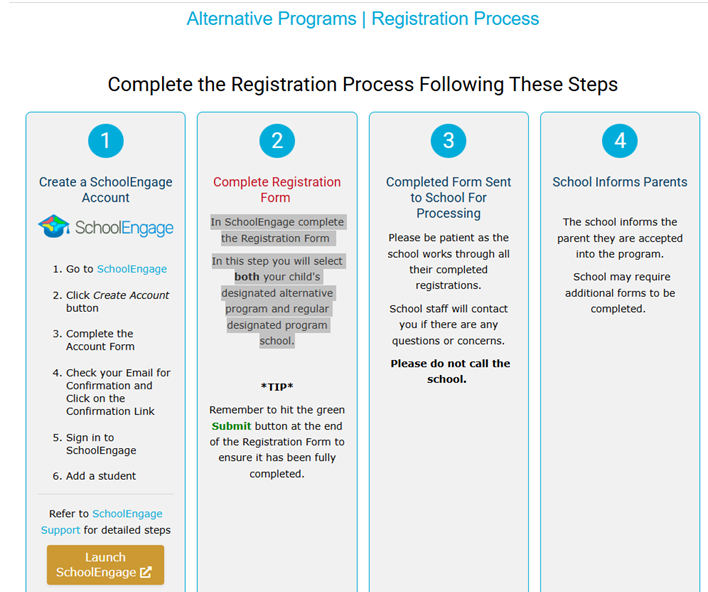 Alternative Programs | Registration Process
Complete the Registration Process Following These Steps
1
Create a SchoolEngage
Account
SchoolEngage
1. Go to SchoolEngage
2. Click Create Account
button
3. Complete the
Account Form
4. Check your Email for
Confirmation and
Click on the
Confirmation Link
5. Sign in to
SchoolEngage
6. Add a student
Refer to SchoolEngage
Support for detailed steps
Launch
SchoolEngage
2
Complete Registration
Form
In SchoolEngage complete
the Registration Form
In this step you will select
both your child's
designated alternative
program and regular
designated program
school.
*TIP*
Remember to hit the green
Submit button at the end
of the Registration Form to
ensure it has been fully
completed.
3
Completed Form Sent
to School For
Processing
Please be patient as the
school works through all
their completed
registrations.
School staff will contact
you if there are any
questions or concerns.
Please do not call the
school.
4
School Informs Parents
The school informs the
parent they are accepted
into the program.
School may require
additional forms to be
completed.